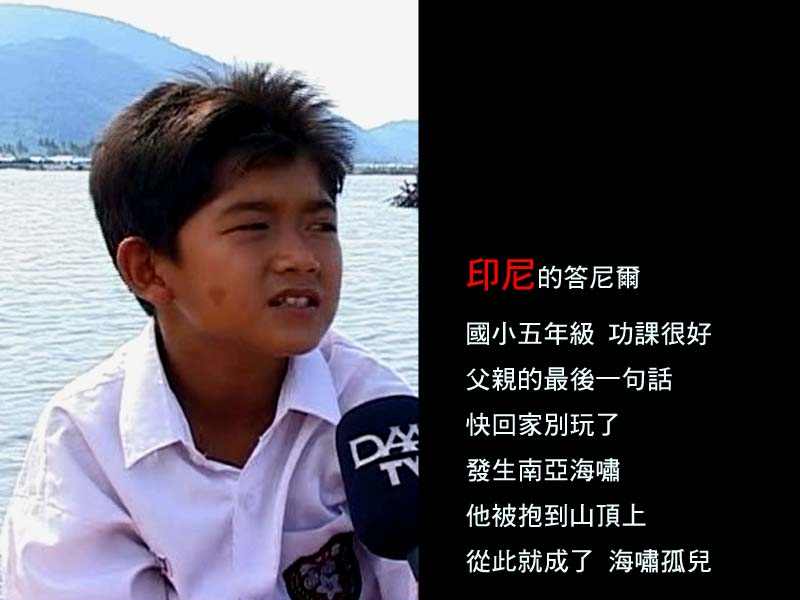 印尼的答尼爾
國小五年級 功課很好
父親的最後一句話
快回家別玩了
發生南亞海嘯
他被抱到山頂上
從此就成了 海嘯孤兒
DAAI
TV